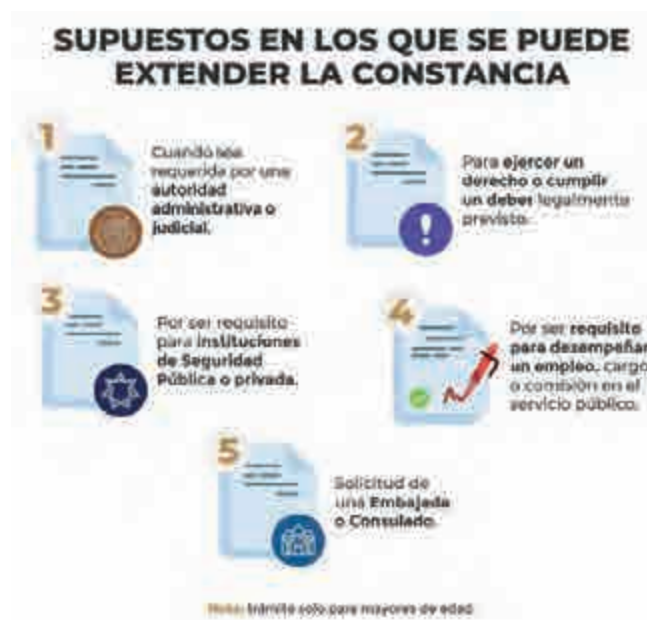 SUPUESTOS EN LOS QUE SE PUEDE
EXTENDER LA CONSTANCIA
1
Cuando sea
requerida por una
autoridad
administrativa o
judicial.
2
Para ejercer un
derecho o cumplir
un deber legalmente
previsto.
3
Por ser requisito
para instituciones
de Seguridad
Pública o privada.
4
Por ser requisito
para desempeñar
un empleo, cargo
o comisión en el
servicio público.
5
Solicitud de
una Embajada
o Consulado.
Nota: trámite solo para mayores de edad